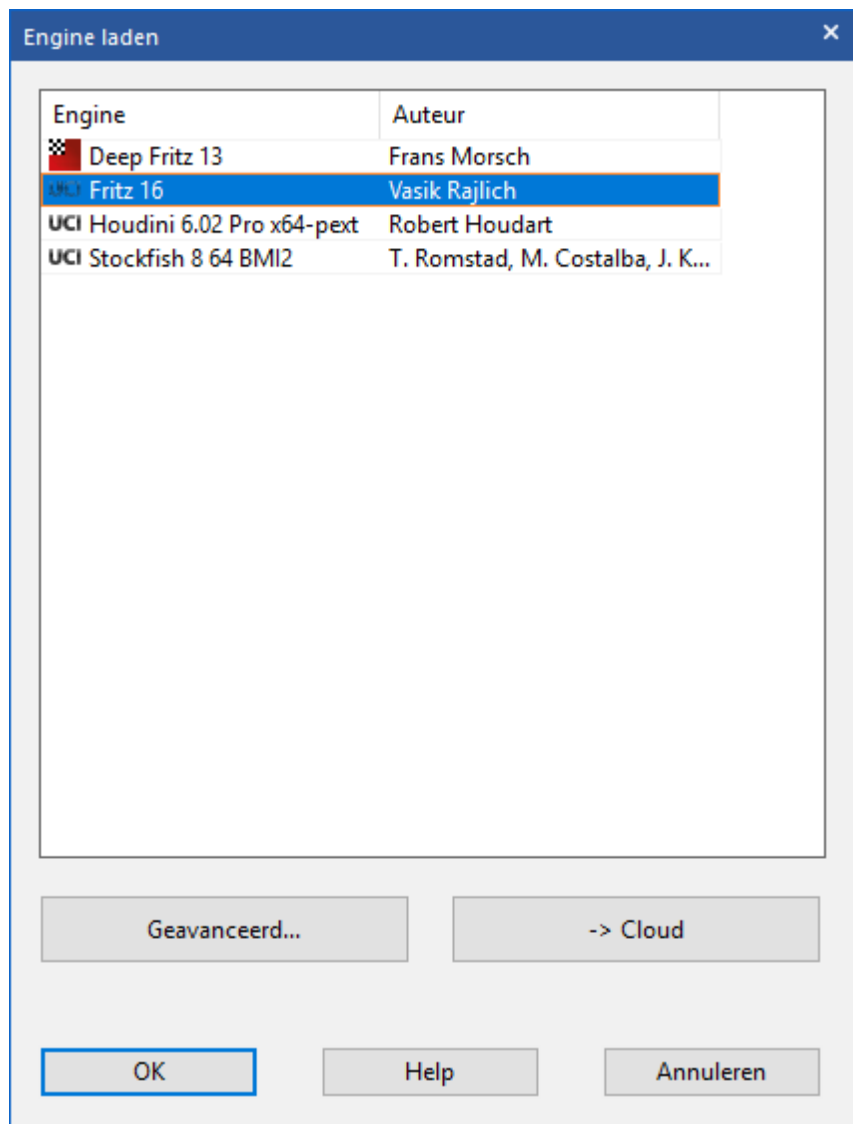 Engine laden
Engine Auteur
Deep Fritz 13 Frans Morsch
Fritz 16 Vasik Rajlich
UCI Houdini 6.02 Pro x64-pext Robert Houdart
UCI Stockfish 8 64 BMI2 T. Romstad, M. Costalba, J. K...
Geavanceerd... -> Cloud
OK Help Annuleren